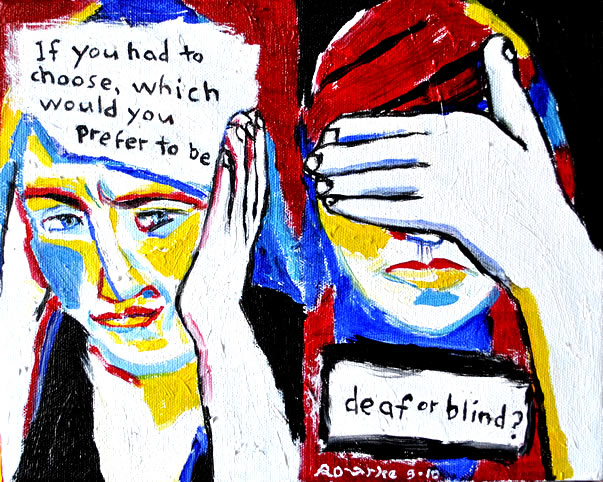 If you had to
choose, which
would you
prefer to be
deaf or blind?